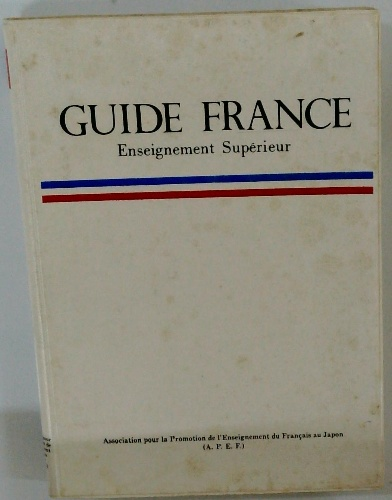 GUIDE FRANCE
Enseignement Supérieur
Association pour la Promotion de l'Enseignement du Français au Japon
(A. P. E. F.)